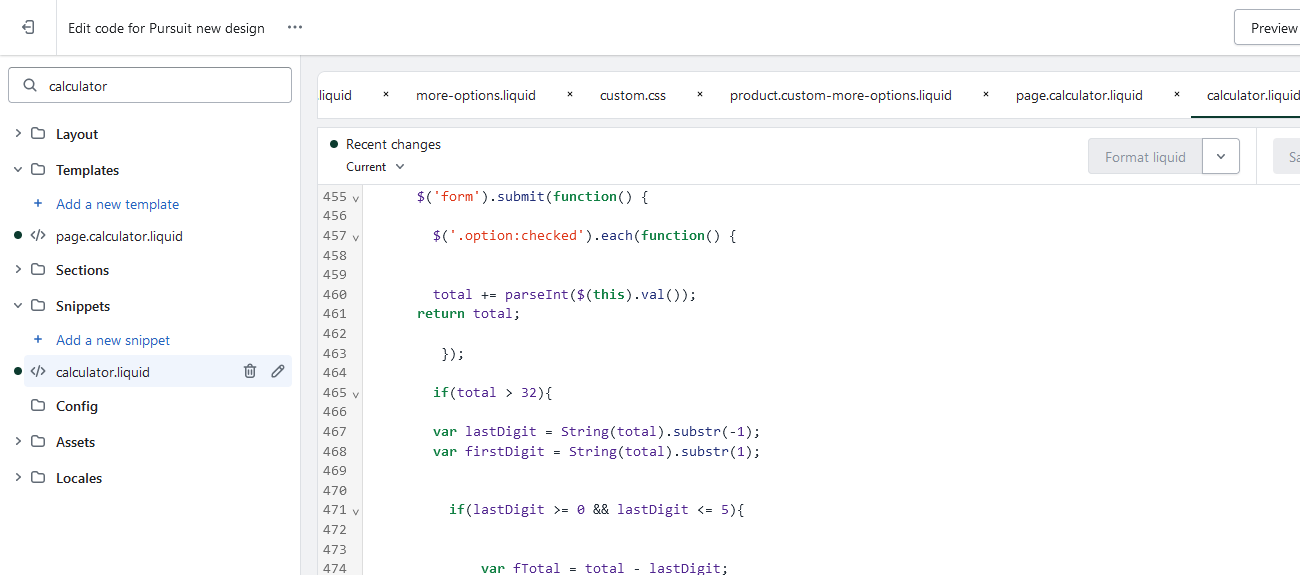 Edit code for Pursuit new design ...
Preview
calculator
Layout
Templates
+ Add a new template
</> page.calculator.liquid
Sections
Snippets
+ Add a new snippet
</> calculator.liquid
Config
Assets
Locales
.liquid × more-options.liquid × custom.css × product.custom-more-options.liquid × page.calculator.liquid × calculator.liquid
Recent changes
Current
Format liquid
Sa
455 $('form').submit(function() {
456
457 $('.option:checked').each(function() {
458
459
460 total += parseInt($(this).val());
461 return total;
462
463 });
464
465 if(total > 32){
466
467 var lastDigit = String(total).substr(-1);
468 var firstDigit = String(total).substr(1);
469
470
471 if(lastDigit >= 0 && lastDigit <= 5){
472
473
474 var fTotal = total - lastDigit;